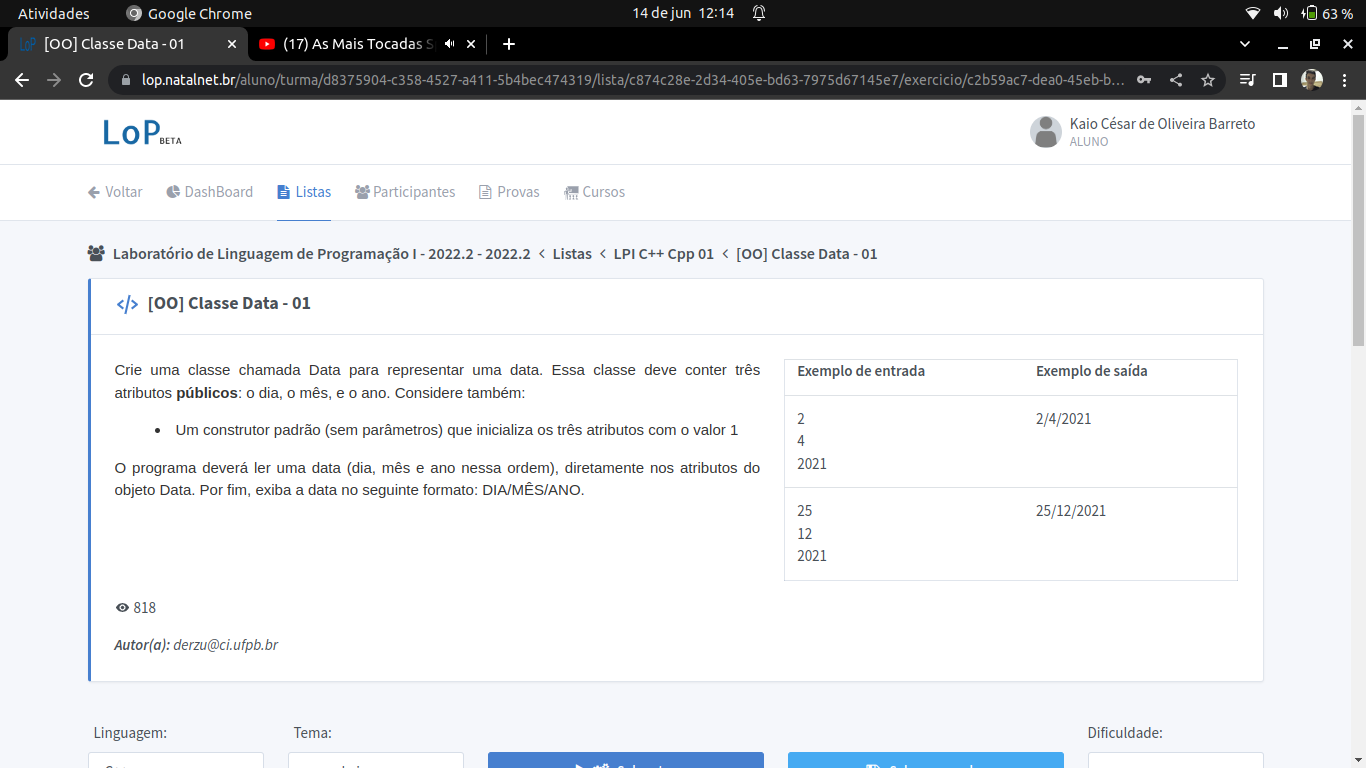 Atividades
Google Chrome
14 de jun 12:14
63 %
LoP
[OO] Classe Data - 01
(17) As Mais Tocadas S
lop.natalnet.br/aluno/turma/d8375904-c358-4527-a411-5b4bec474319/lista/c874c28e-2d34-405e-bd63-7975d67145e7/exercicio/c2b59ac7-dea0-45eb-b…
LoP BETA
Kaio César de Oliveira Barreto
ALUNO
Voltar
DashBoard
Listas
Participantes
Provas
Cursos
Laboratório de Linguagem de Programação I - 2022.2 - 2022.2 < Listas < LPI C++ Cpp 01 < [OO] Classe Data - 01
</> [OO] Classe Data - 01
Crie uma classe chamada Data para representar uma data. Essa classe deve conter três
atributos públicos: o dia, o mês, e o ano. Considere também:
• Um construtor padrão (sem parâmetros) que inicializa os três atributos com o valor 1
O programa deverá ler uma data (dia, mês e ano nessa ordem), diretamente nos atributos do
objeto Data. Por fim, exiba a data no seguinte formato: DIA/MÊS/ANO.
Exemplo de entrada
Exemplo de saída
2
4
2021
2/4/2021
25
12
2021
25/12/2021
818
Autor(a): derzu@ci.ufpb.br
Linguagem:
Tema:
Dificuldade: